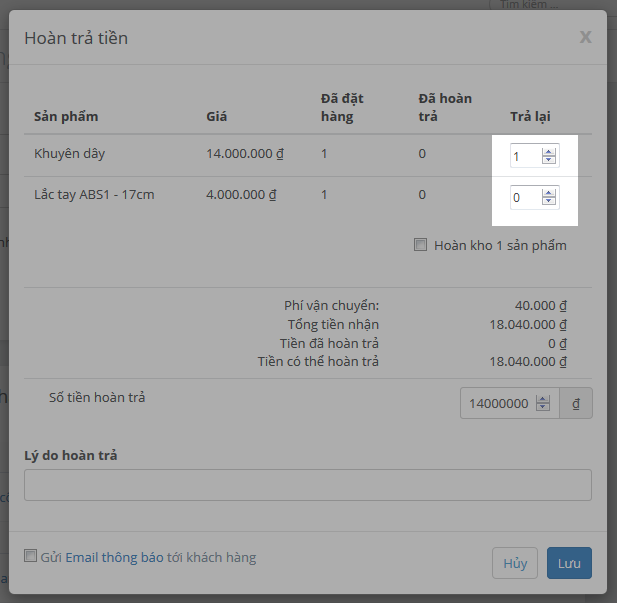 Tìm kiếm ...
Hoàn trả tiền
X
Sản phẩm Giá Đã đặt hàng Đã hoàn trả Trả lại
Khuyên dây 14.000.000 ₫ 1 0 1
Lắc tay ABS1 - 17cm 4.000.000 ₫ 1 0 0
Hoàn kho 1 sản phẩm
Phí vận chuyển: 40.000 ₫
Tổng tiền nhận 18.040.000 ₫
Tiền đã hoàn trả 0 ₫
Tiền có thể hoàn trả 18.040.000 ₫
Số tiền hoàn trả 14000000 ₫
Lý do hoàn trả
Gửi Email thông báo tới khách hàng
Hủy Lưu